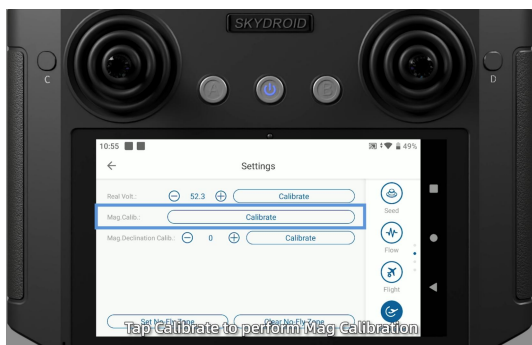 SKYDROID
C
A
B
D
10:55
49%
Settings
Real Volt.: 52.3 Calibrate
Mag.Calib.: Calibrate
Mag.Declination Calib.: 0 Calibrate
Seed
Flow
Flight
Set No-Fly Zone
Clear No-Fly Zone
Tap Calibrate to perform Mag Calibration